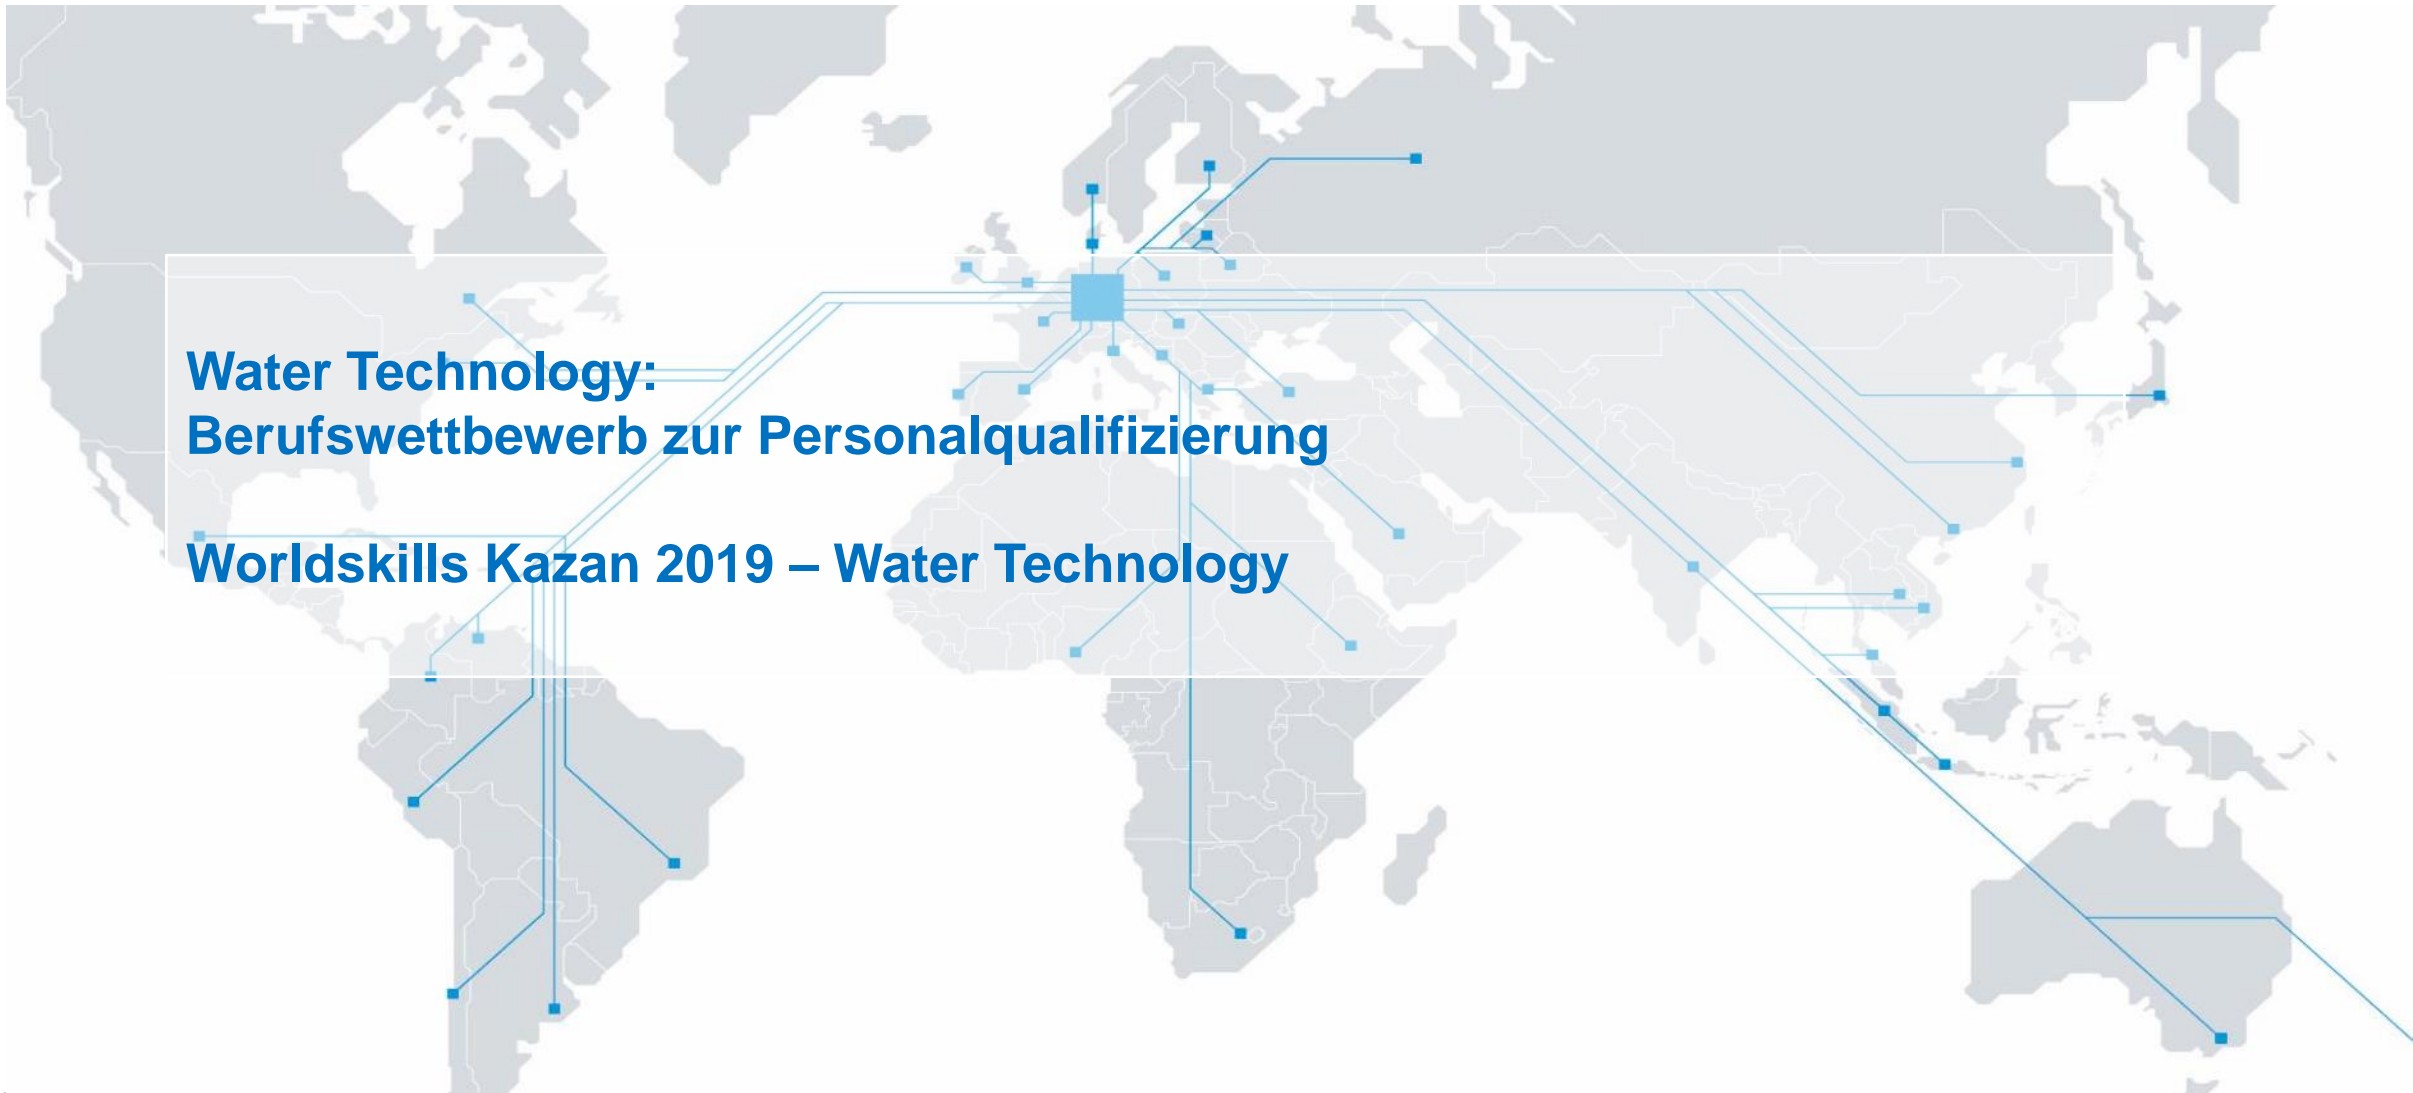 Water Technology:
Berufswettbewerb zur Personalqualifizierung
Worldskills Kazan 2019 – Water Technology